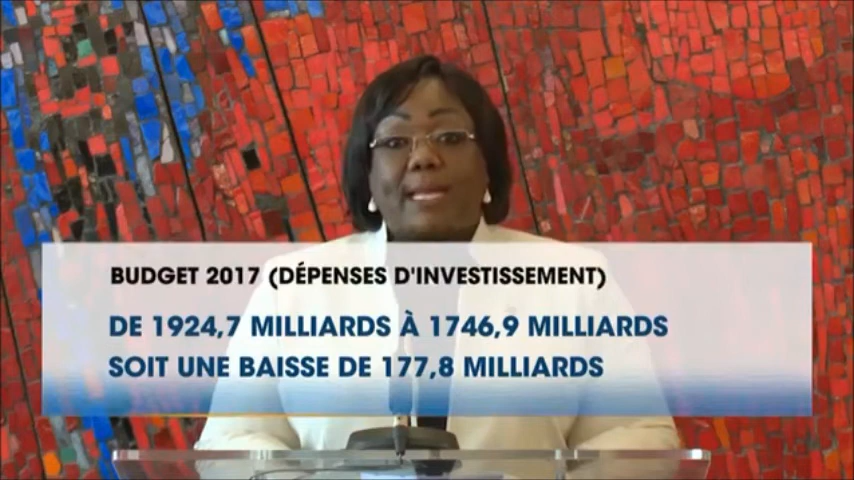 BUDGET 2017 (DÉPENSES D'INVESTISSEMENT)
DE 1924,7 MILLIARDS À 1746,9 MILLIARDS
SOIT UNE BAISSE DE 177,8 MILLIARDS